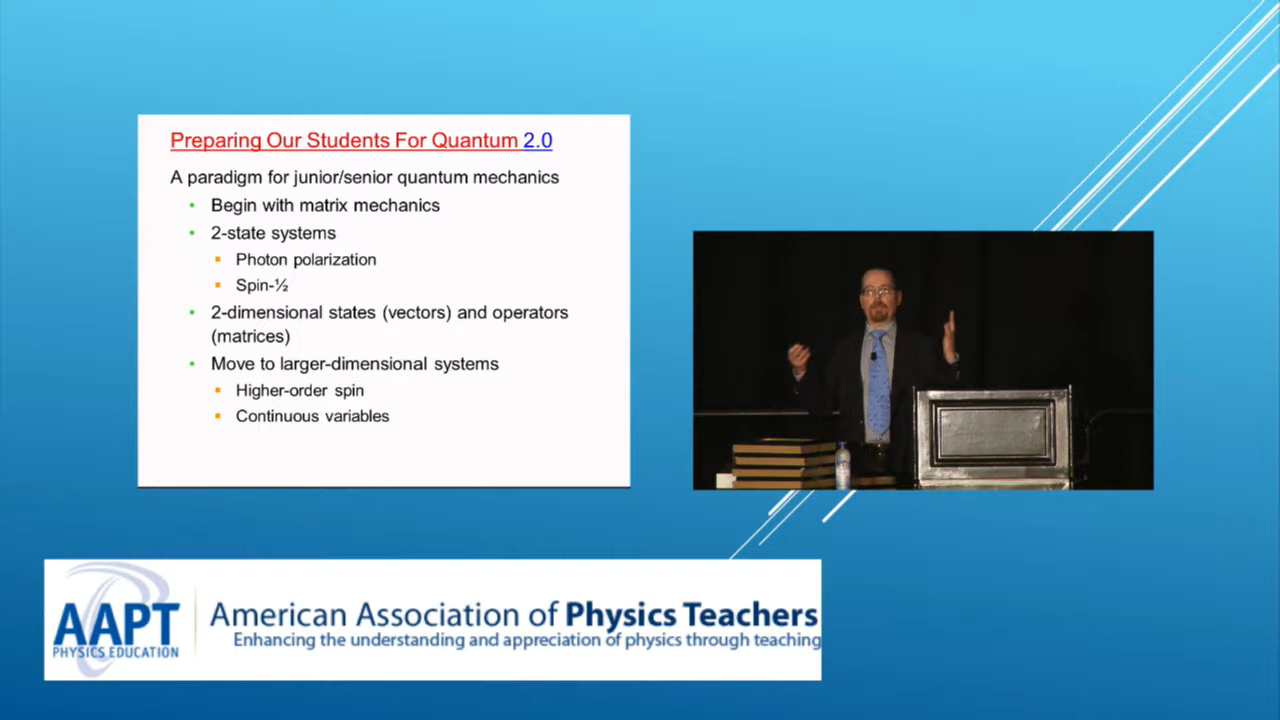 Preparing Our Students For Quantum 2.0
A paradigm for junior/senior quantum mechanics
• Begin with matrix mechanics
• 2-state systems
▪ Photon polarization
▪ Spin-½
• 2-dimensional states (vectors) and operators
(matrices)
• Move to larger-dimensional systems
▪ Higher-order spin
▪ Continuous variables
AAPT
PHYSICS EDUCATION
American Association of Physics Teachers
Enhancing the understanding and appreciation of physics through teaching